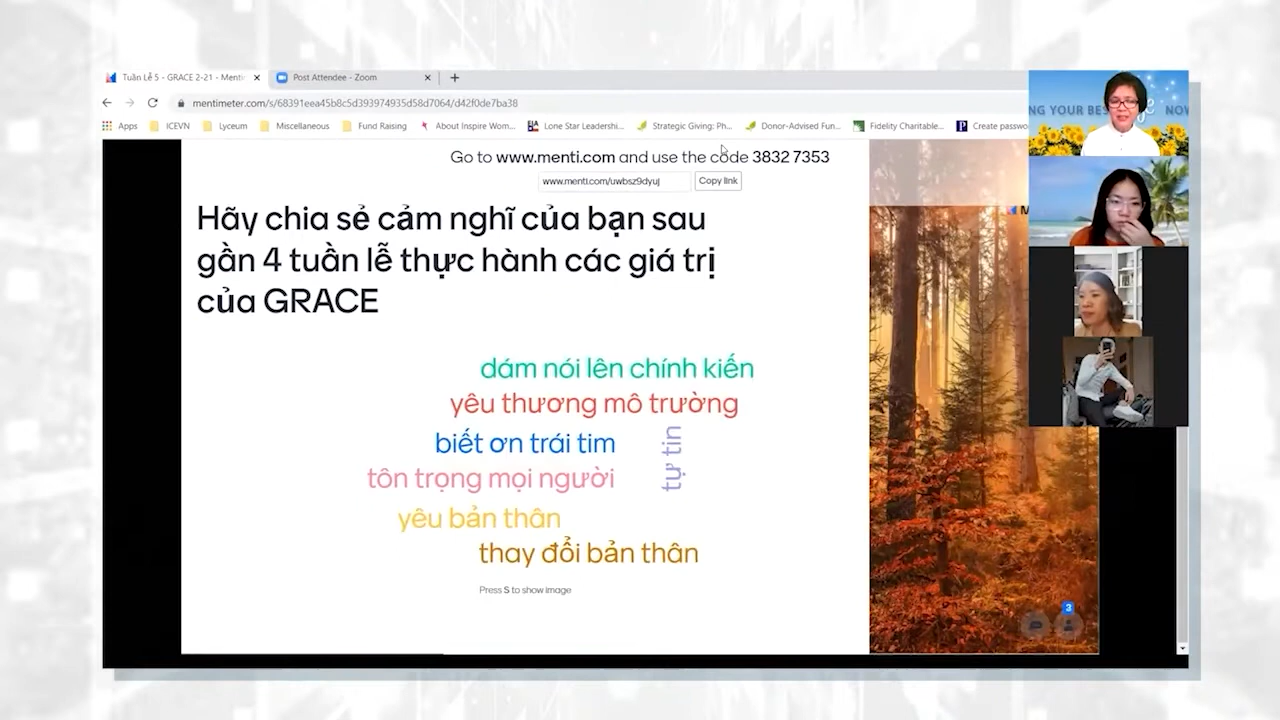 Tuần Lễ 5 - GRACE 2-21 - Menti
Post Attendee - Zoom
mentimeter.com/s/68391eea45b8c5d393974935d58d7064/d42f0de7ba38
Apps
ICEVN
Lyceum
Miscellaneous
Fund Raising
About Inspire Wom...
Lone Star Leadershi...
Strategic Giving: Ph...
Donor-Advised Fun...
Fidelity Charitable...
Create passwo
NG YOUR BES
NOW
Go to www.menti.com and use the code 3832 7353
www.menti.com/uwbsz9dyuj
Copy link
Hãy chia sẻ cảm nghĩ của bạn sau
gần 4 tuần lễ thực hành các giá trị
của GRACE
dám nói lên chính kiến
yêu thương mô trường
biết ơn trái tim
tự tin
tôn trọng mọi người
yêu bản thân
thay đổi bản thân
Press S to show image
3